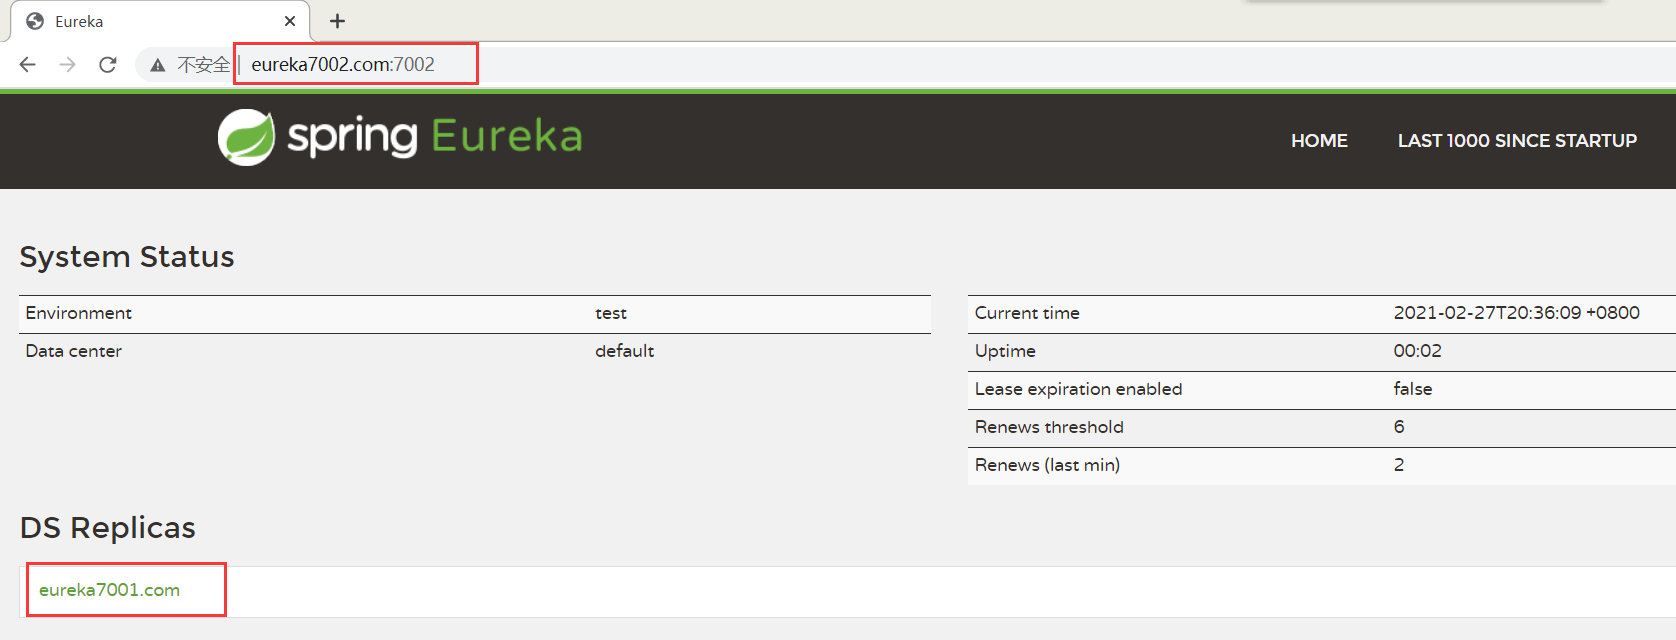 Eureka
不安全 eureka7002.com:7002
spring Eureka
HOME LAST 1000 SINCE STARTUP
System Status
Environment test
Data center default
Current time 2021-02-27T20:36:09 +0800
Uptime 00:02
Lease expiration enabled false
Renews threshold 6
Renews (last min) 2
DS Replicas
eureka7001.com